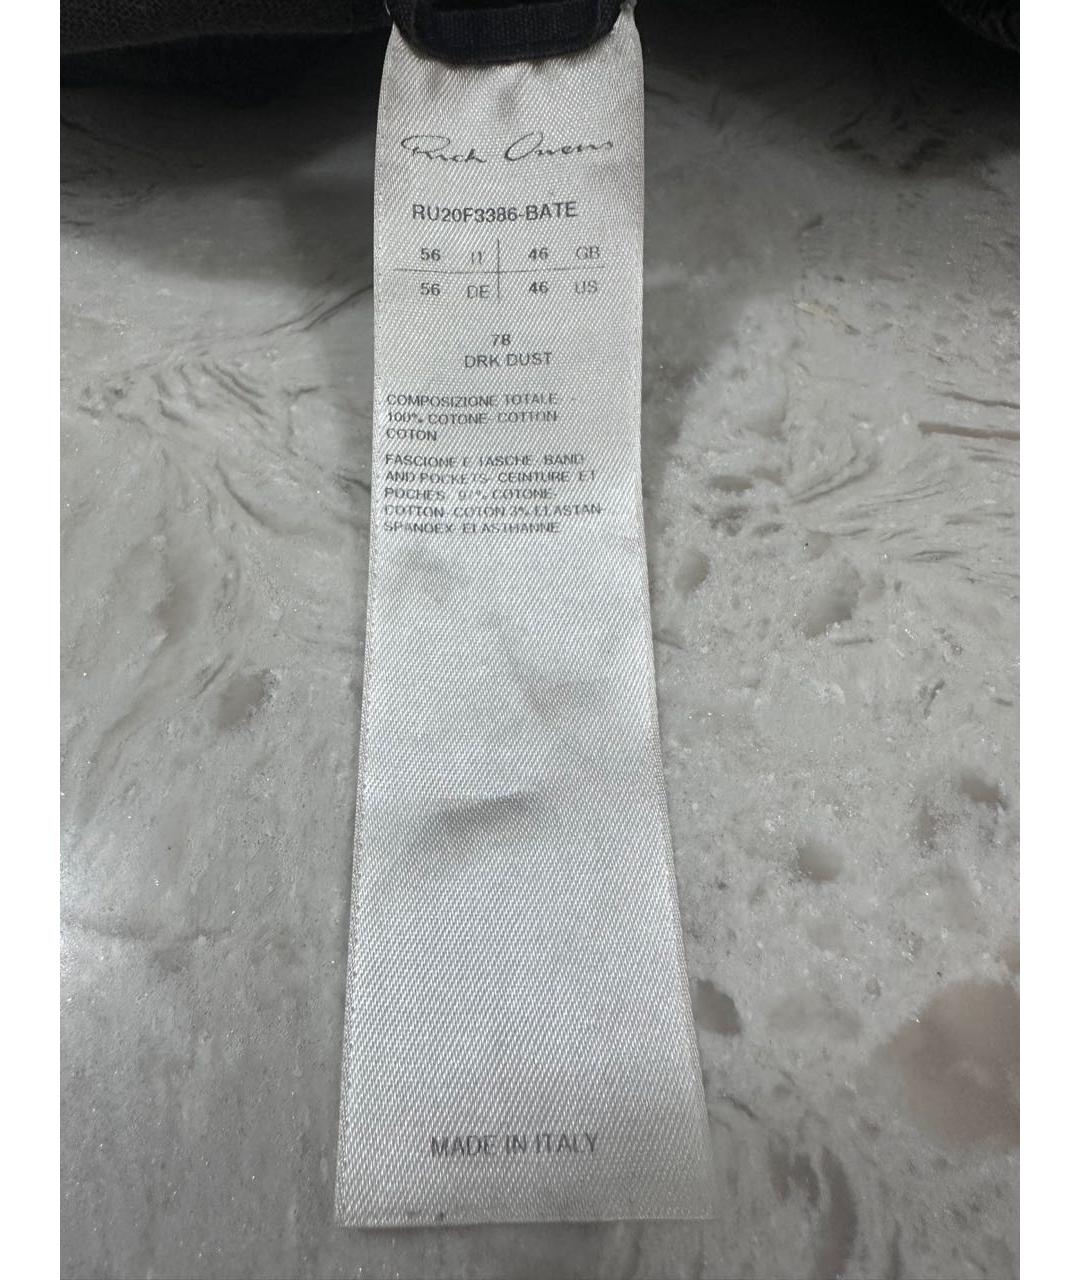 Rick Owens
RU20F3386-BATE
56 IT 46 GB
56 DE 46 US
78
DRK DUST
COMPOSIZIONE TOTALE -
100% COTONE- COTTON-
COTON
FASCIONE E TASCHE- BAND
AND POCKETS- CEINTURE ET
POCHES 97% COTONE-
COTTON- COTON 3% ELASTAN-
SPANDEX- ELASTHANNE
MADE IN ITALY